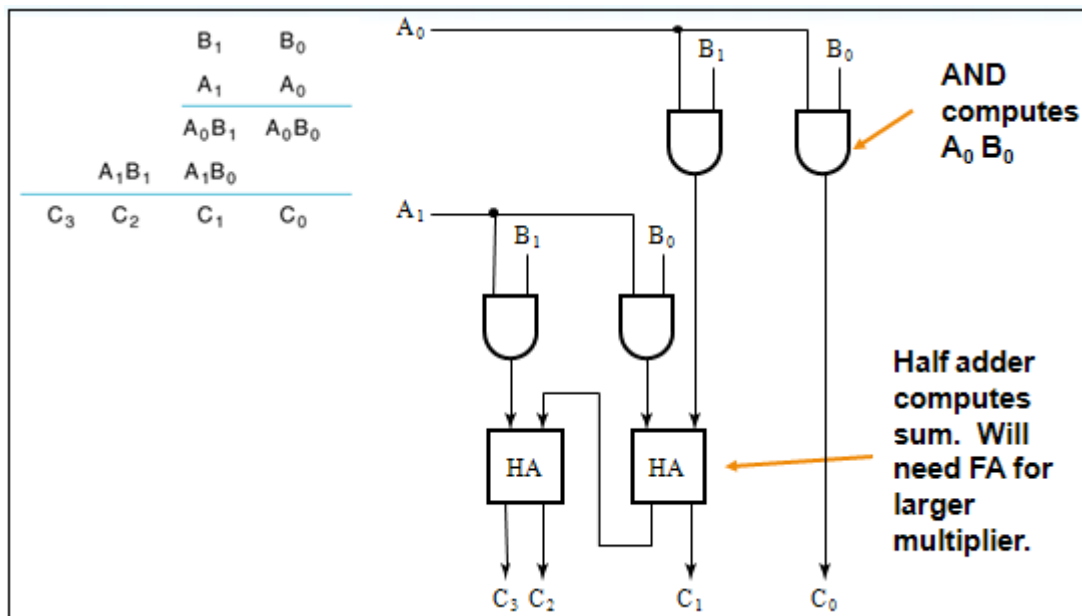 B₁ B₀
A₁ A₀
A₀B₁ A₀B₀
A₁B₁ A₁B₀
C₃ C₂ C₁ C₀
A₀
B₁
B₀
AND
computes
A₀ B₀
A₁
B₁
B₀
HA
HA
Half adder
computes
sum. Will
need FA for
larger
multiplier.
C₃ C₂ C₁ C₀